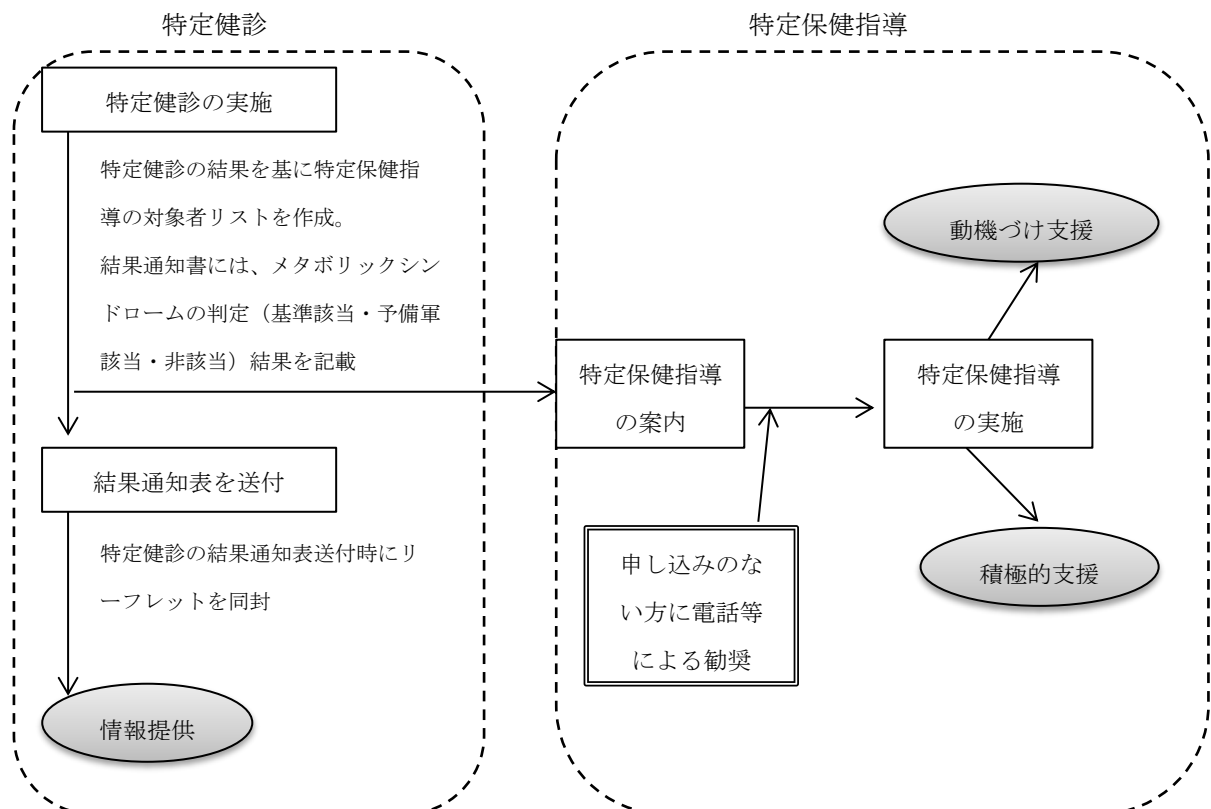 特定健診
特定保健指導
特定健診の実施
特定健診の結果を基に特定保健指
導の対象者リストを作成。
結果通知書には、メタボリックシン
ドロームの判定（基準該当・予備軍
該当・非該当）結果を記載
結果通知表を送付
特定健診の結果通知表送付時にリ
ーフレットを同封
情報提供
特定保健指導
の案内
申し込みのな
い方に電話等
による勧奨
特定保健指導
の実施
動機づけ支援
積極的支援